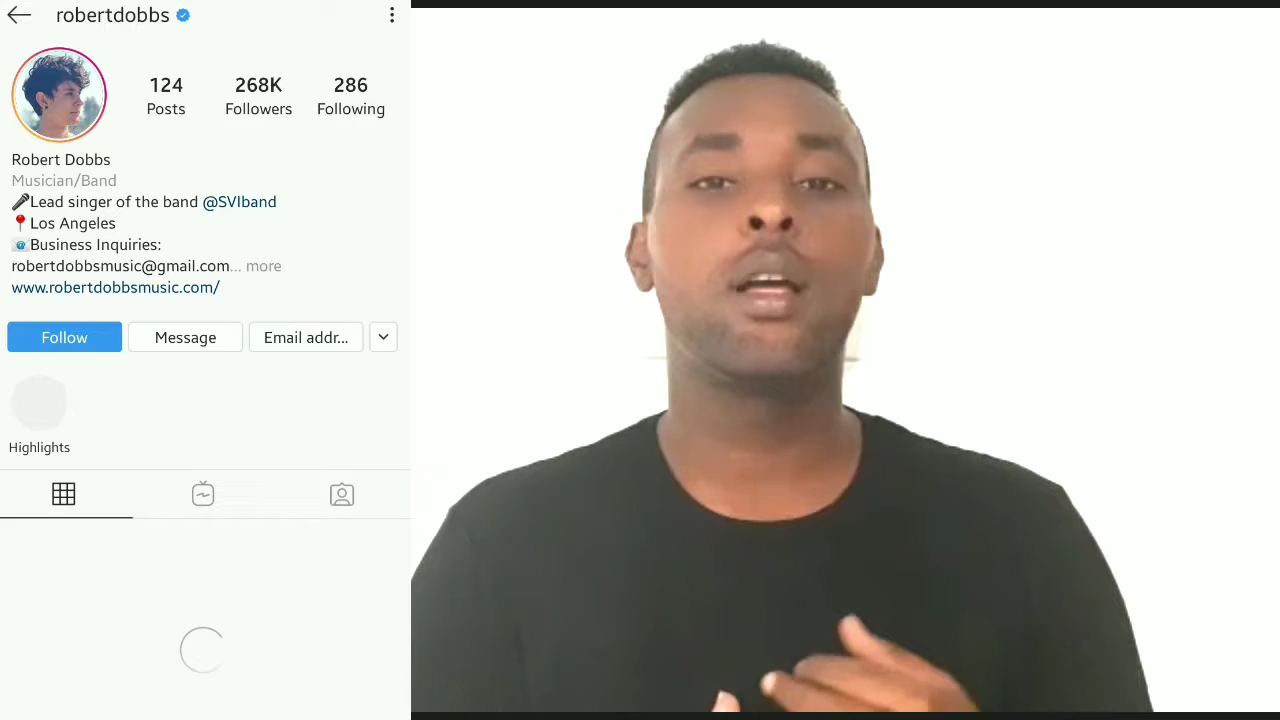 robertdobbs
124 268K 286
Posts Followers Following
Robert Dobbs
Musician/Band
🎤Lead singer of the band @SVIband
📍Los Angeles
📧Business Inquiries:
robertdobbsmusic@gmail.com... more
www.robertdobbsmusic.com/
Follow Message Email addr...
Highlights